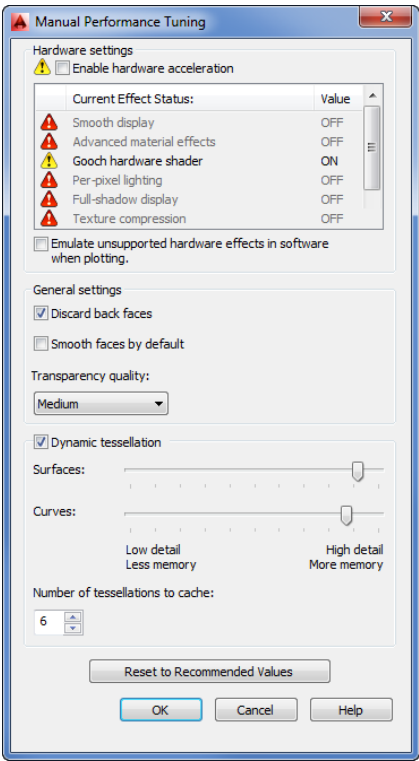 Manual Performance Tuning
Hardware settings
Enable hardware acceleration
Current Effect Status: Value
Smooth display OFF
Advanced material effects OFF
Gooch hardware shader ON
Per-pixel lighting OFF
Full-shadow display OFF
Texture compression OFF
Emulate unsupported hardware effects in software
when plotting.
General settings
Discard back faces
Smooth faces by default
Transparency quality:
Medium
Dynamic tessellation
Surfaces:
Curves:
Low detail High detail
Less memory More memory
Number of tessellations to cache:
6
Reset to Recommended Values
OK Cancel Help